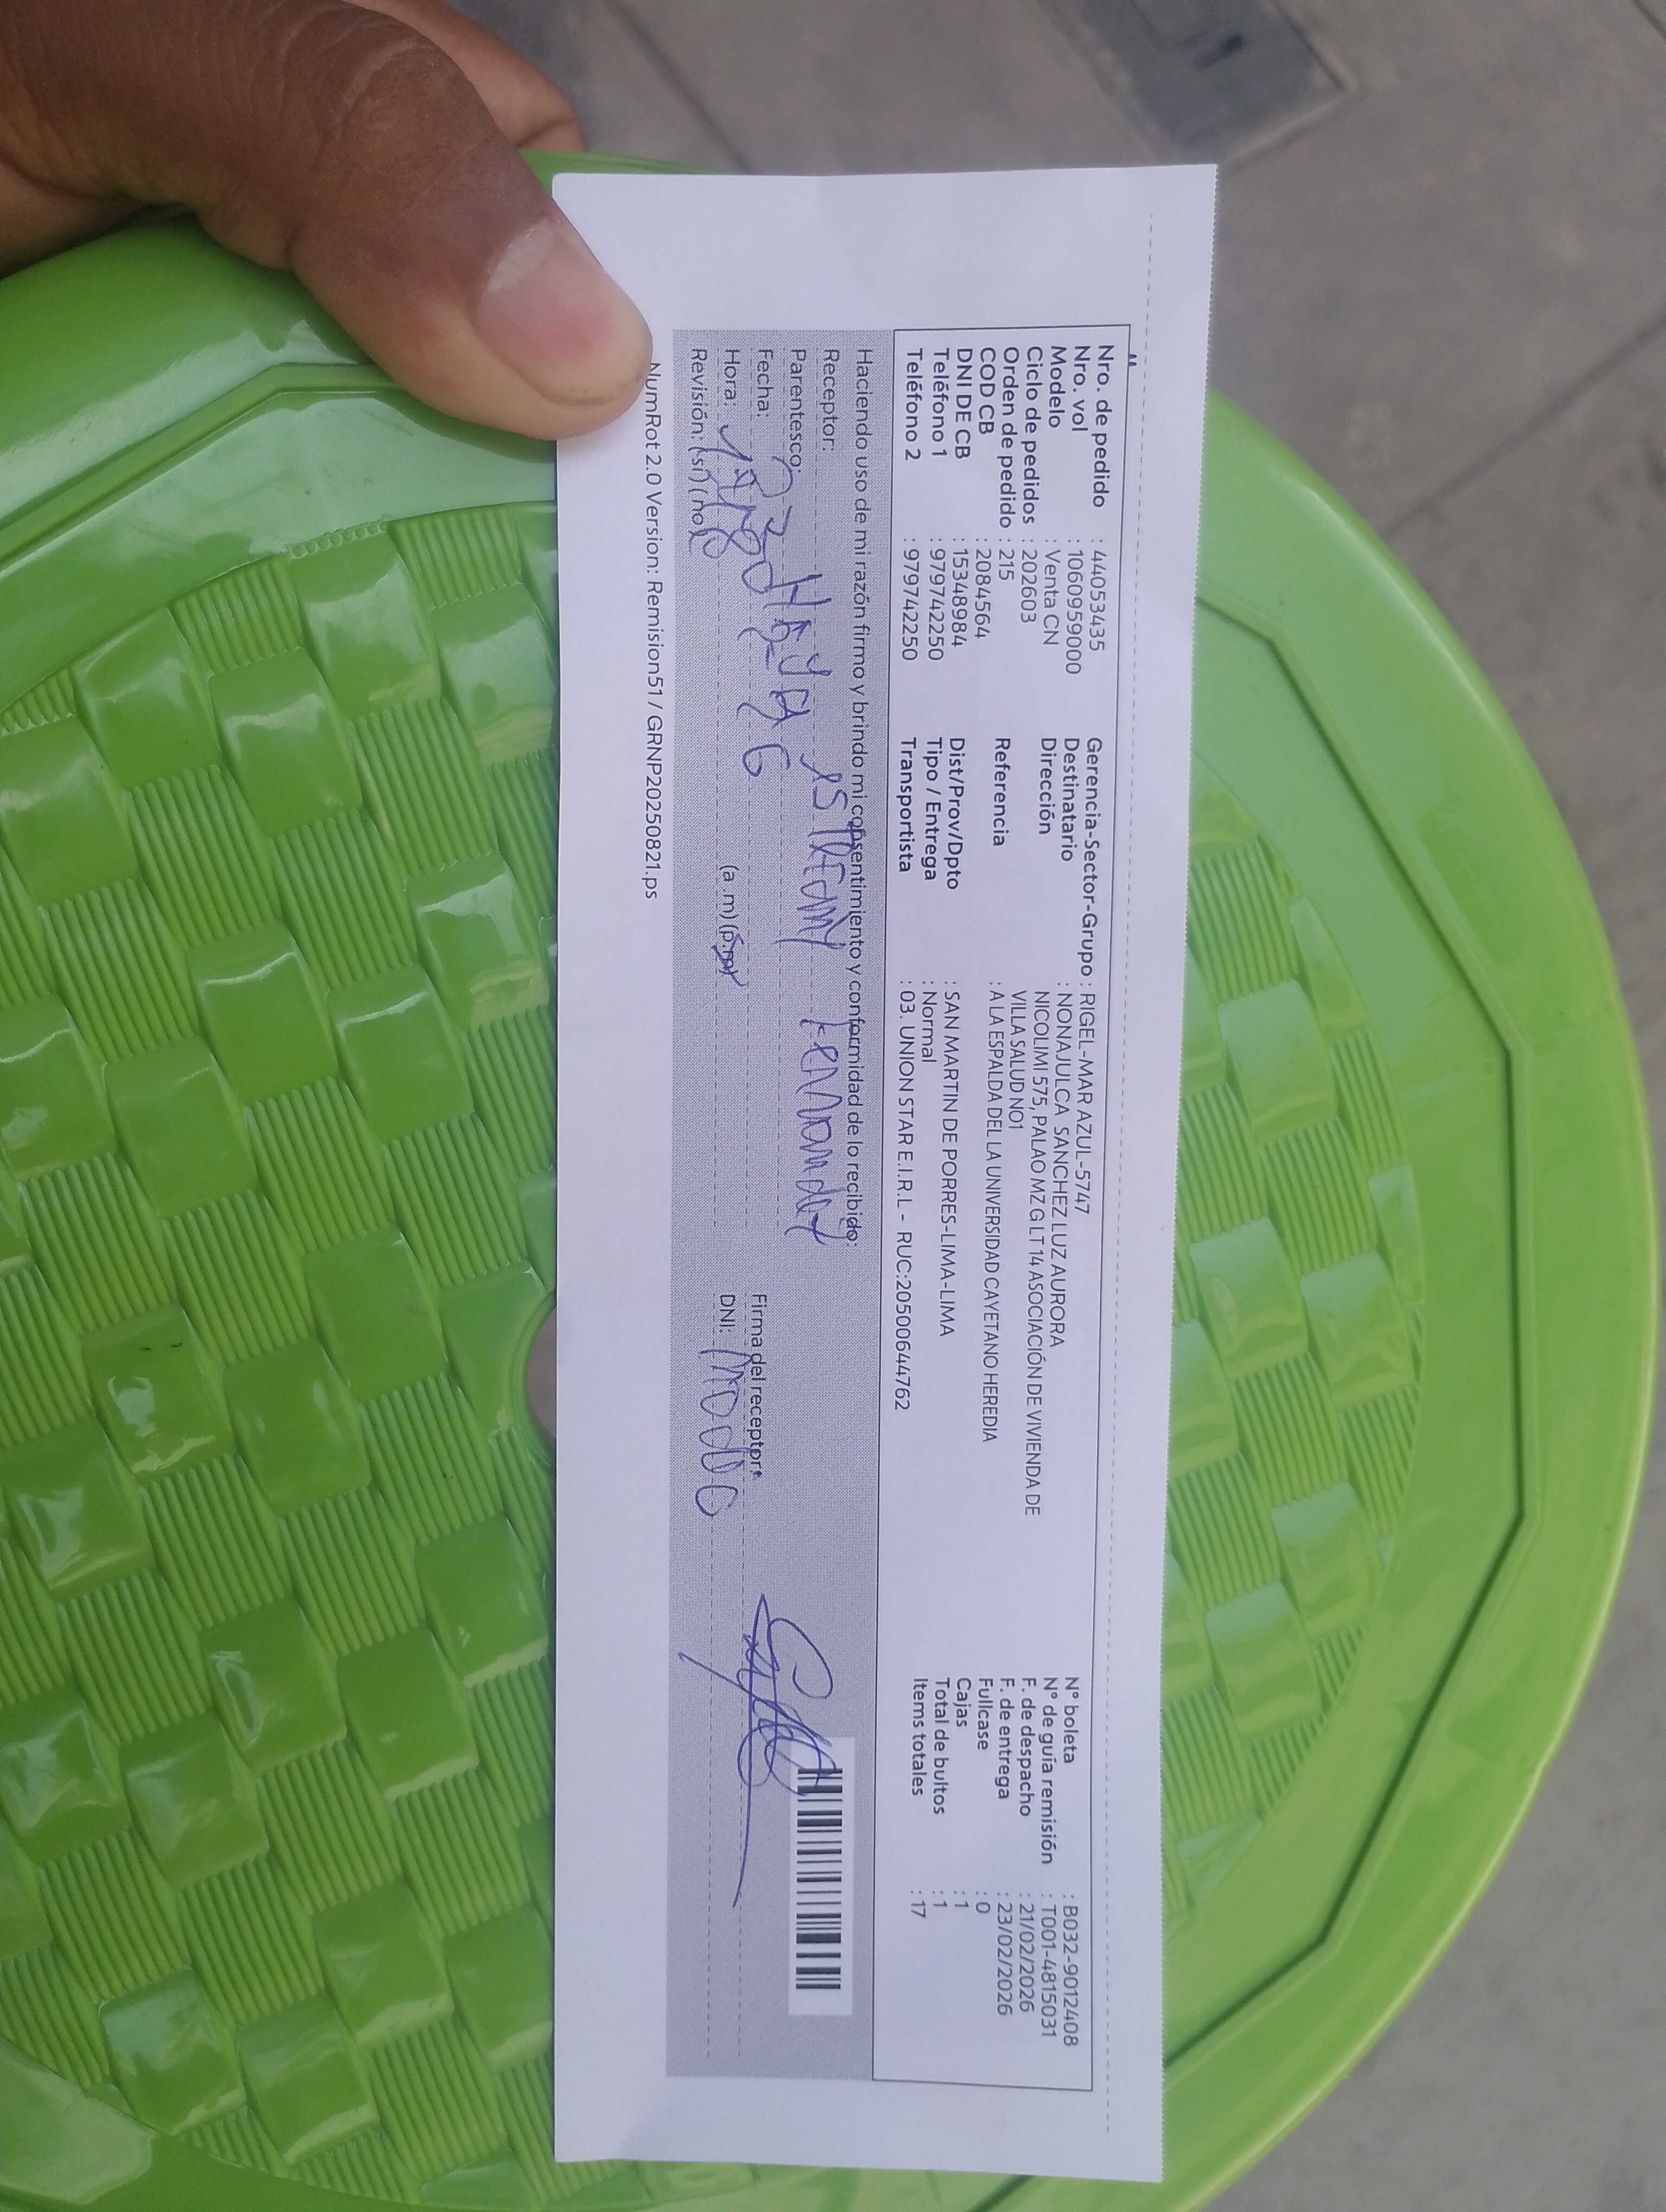 Nro. de pedido : 44053435
Nro. vol : 1060959000
Modelo : Venta CN
Ciclo de pedidos : 202603
Orden de pedido : 215
COD CB : 2084564
DNI DE CB : 15348984
Teléfono 1 : 979742250
Teléfono 2 : 979742250
Gerencia-Sector-Grupo : RIGEL-MAR AZUL-5747
Destinatario : NONAJULCA SANCHEZ LUZ AURORA
Dirección : NICOLIMI 575, PALAO MZ G LT 14 ASOCIACIÓN DE VIVIENDA DE
VILLA SALUD NO1
Referencia : A LA ESPALDA DEL LA UNIVERSIDAD CAYETANO HEREDIA
Dist/Prov/Dpto : SAN MARTIN DE PORRES-LIMA-LIMA
Tipo / Entrega : Normal
Transportista : 03. UNION STAR E.I.R.L - RUC:20500644762
N° boleta : B032-9012408
N° de guía remisión : T001-4815031
F. de despacho : 21/02/2026
F. de entrega : 23/02/2026
Fullcase : 0
Cajas : 1
Total de bultos : 1
Items totales : 17
Haciendo uso de mi razón firmo y brindo mi consentimiento y conformidad de lo recibido:
Receptor:
Parentesco:
Fecha:
Hora: (a.m)(p.m)
Revisión: (si) (no)
Firma del receptor:
DNI:
NumRot 2.0 Version: Remision51 / GRNP20250821.ps